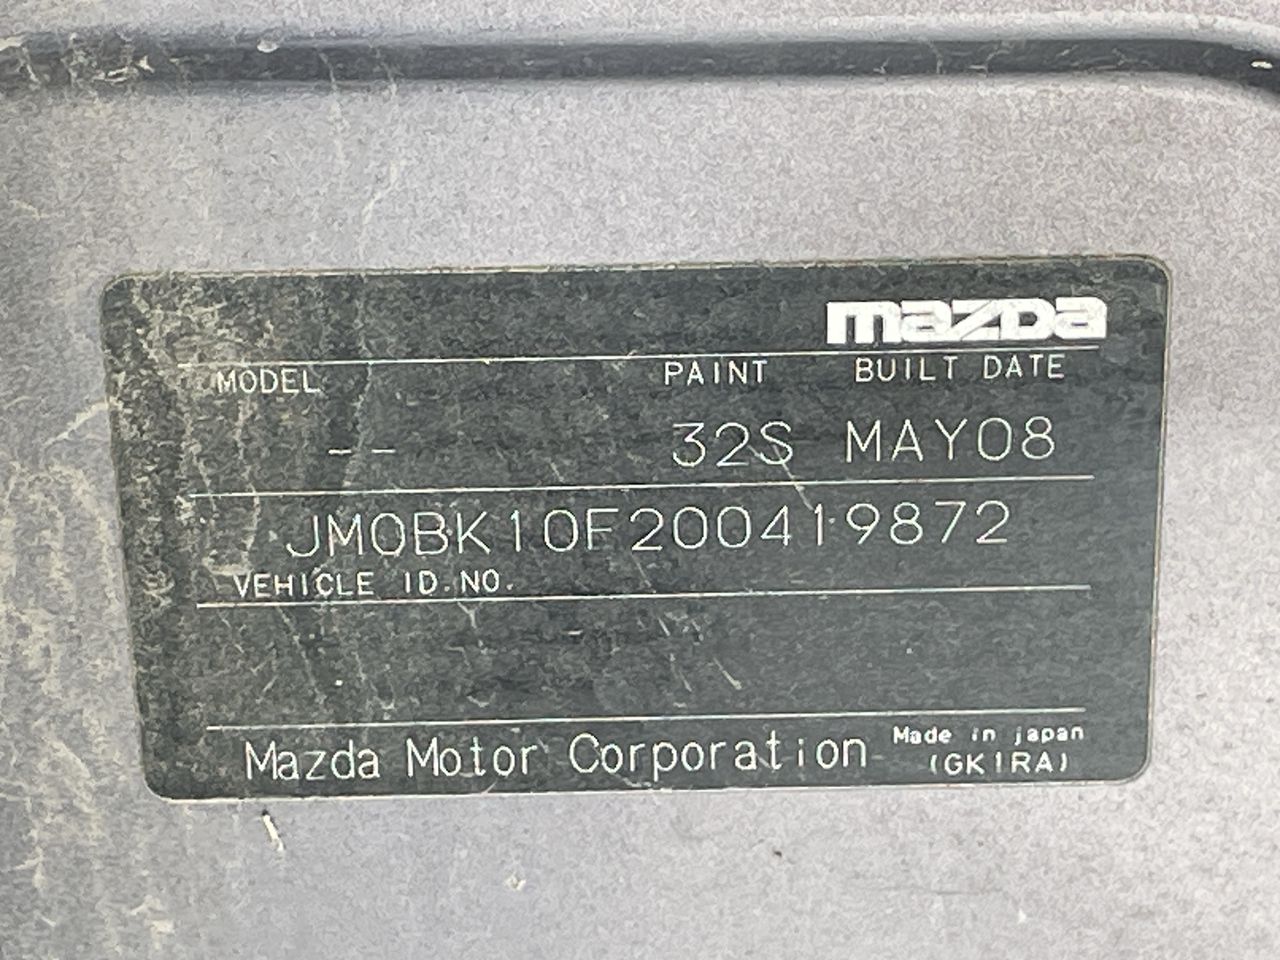 mazda
MODEL PAINT BUILT DATE
-- 32S MAY08
JM0BK10F200419872
VEHICLE ID.NO.
Mazda Motor Corporation Made in japan
(GK1RA)